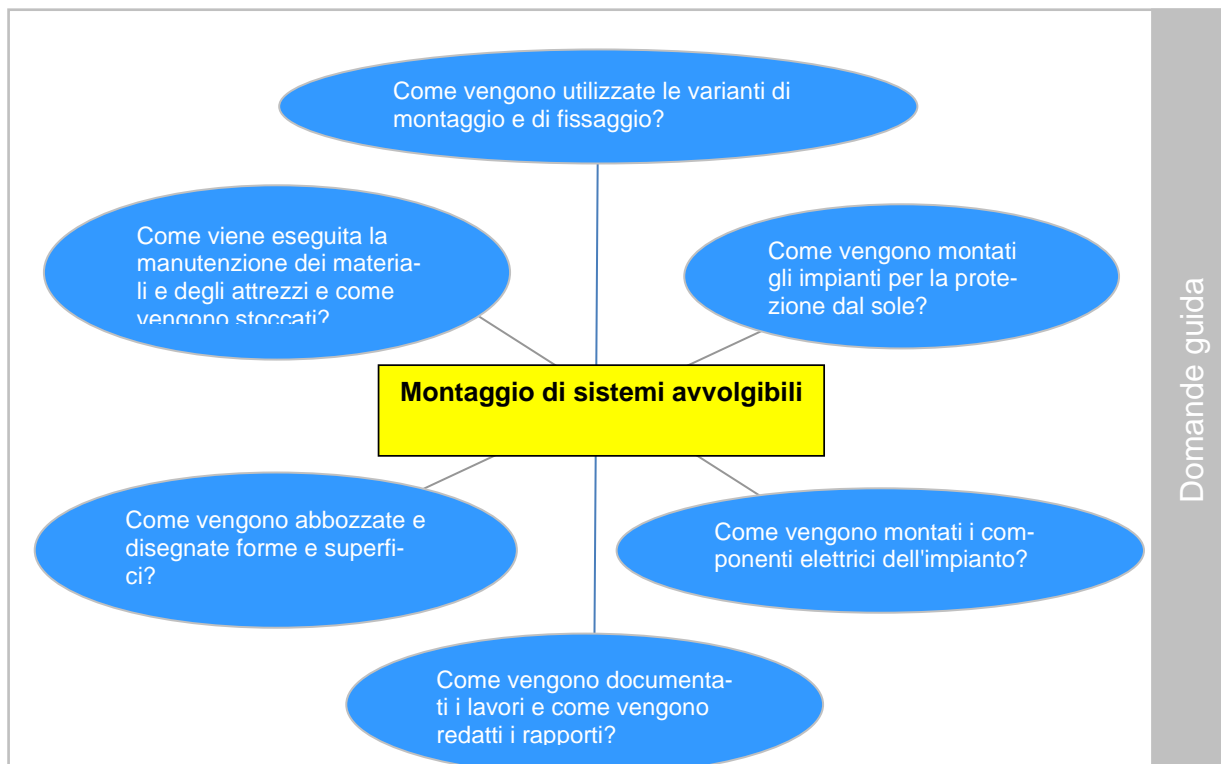 Come vengono utilizzate le varianti di
montaggio e di fissaggio?
Come viene eseguita la
manutenzione dei materia-
li e degli attrezzi e come
vengono stoccati?
Come vengono montati
gli impianti per la prote-
zione dal sole?
Montaggio di sistemi avvolgibili
Come vengono abbozzate e
disegnate forme e superfi-
ci?
Come vengono montati i com-
ponenti elettrici dell'impianto?
Come vengono documenta-
ti i lavori e come vengono
redatti i rapporti?
Domande guida